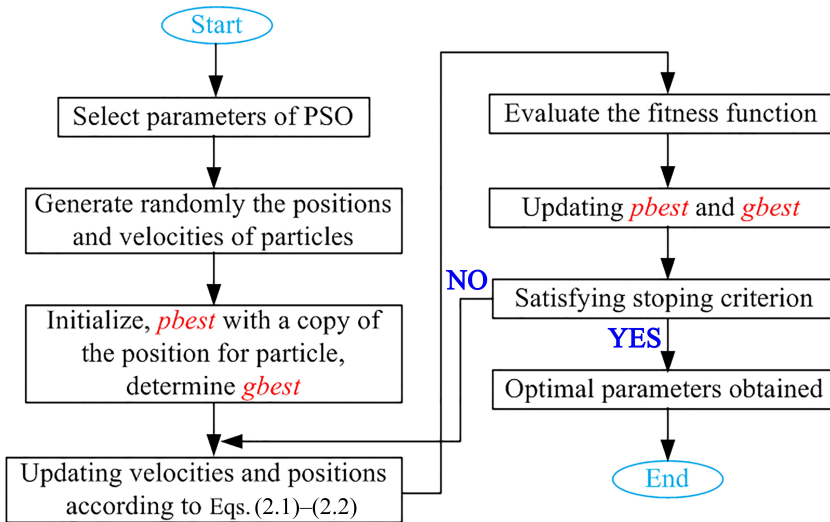 Start
Select parameters of PSO
Generate randomly the positions
and velocities of particles
Initialize, pbest with a copy of
the position for particle,
determine gbest
Updating velocities and positions
according to Eqs. (2.1)–(2.2)
Evaluate the fitness function
Updating pbest and gbest
NO
Satisfying stoping criterion
YES
Optimal parameters obtained
End